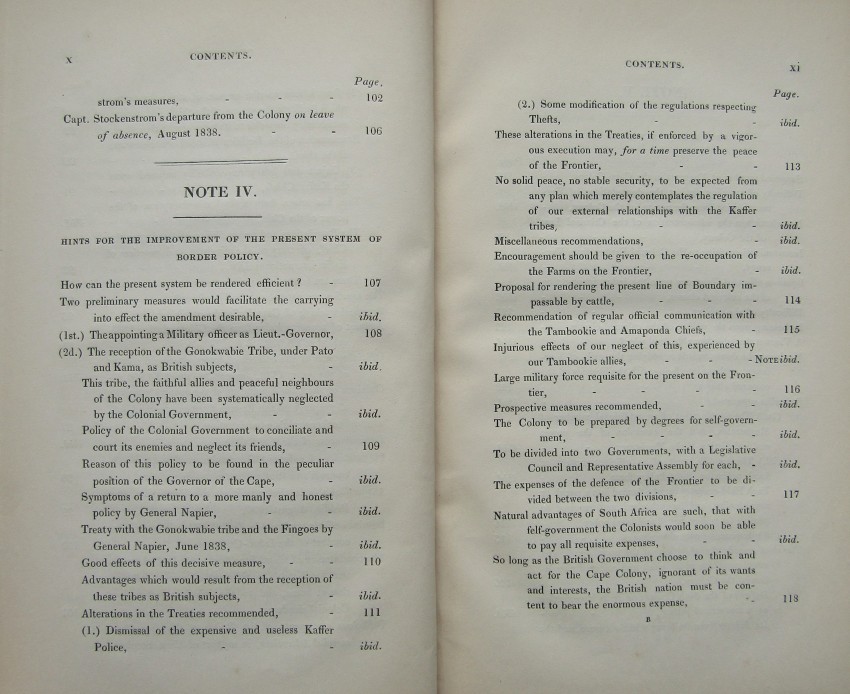 x CONTENTS.
Page.
strom's measures, - - - 102
Capt. Stockenstrom's departure from the Colony on leave
of absence, August 1838. - - 106
NOTE IV.
HINTS FOR THE IMPROVEMENT OF THE PRESENT SYSTEM OF
BORDER POLICY.
How can the present system be rendered efficient? - 107
Two preliminary measures would facilitate the carrying
into effect the amendment desirable, - ibid.
(1st.) The appointing a Military officer as Lieut.-Governor, 108
(2d.) The reception of the Gonokwabie Tribe, under Pato
and Kama, as British subjects, - ibid.
This tribe, the faithful allies and peaceful neighbours
of the Colony have been systematically neglected
by the Colonial Government, - - ibid.
Policy of the Colonial Government to conciliate and
court its enemies and neglect its friends, - 109
Reason of this policy to be found in the peculiar
position of the Governor of the Cape, - ibid.
Symptoms of a return to a more manly and honest
policy by General Napier, - - ibid.
Treaty with the Gonokwabie tribe and the Fingoes by
General Napier, June 1838, - ibid.
Good effects of this decisive measure, - - 110
Advantages which would result from the reception of
these tribes as British subjects, - ibid.
Alterations in the Treaties recommended, - 111
(1.) Dismissal of the expensive and useless Kaffer
Police, - - ibid.
CONTENTS. xi
Page.
(2.) Some modification of the regulations respecting
Thefts, - - ibid.
These alterations in the Treaties, if enforced by a vigor-
ous execution may, for a time preserve the peace
of the Frontier, - - 113
No solid peace, no stable security, to be expected from
any plan which merely contemplates the regulation
of our external relationships with the Kaffer
tribes, - - ibid.
Miscellaneous recommendations, - ibid.
Encouragement should be given to the re-occupation of
the Farms on the Frontier, - ibid.
Proposal for rendering the present line of Boundary im-
passable by cattle, - - - 114
Recommendation of regular official communication with
the Tambookie and Amaponda Chiefs, - 115
Injurious effects of our neglect of this, experienced by
our Tambookie allies, - - - NOTE ibid.
Large military force requisite for the present on the Fron-
tier, - - - - 116
Prospective measures recommended, - - ibid.
The Colony to be prepared by degrees for self-govern-
ment, - - - - ibid.
To be divided into two Governments, with a Legislative
Council and Representative Assembly for each, - ibid.
The expenses of the defence of the Frontier to be di-
vided between the two divisions, - - 117
Natural advantages of South Africa are such, that with
felf-government the Colonists would soon be able
to pay all requisite expenses, - - ibid.
So long as the British Government choose to think and
act for the Cape Colony, ignorant of its wants
and interests, the British nation must be con-
tent to bear the enormous expense, - 118
B